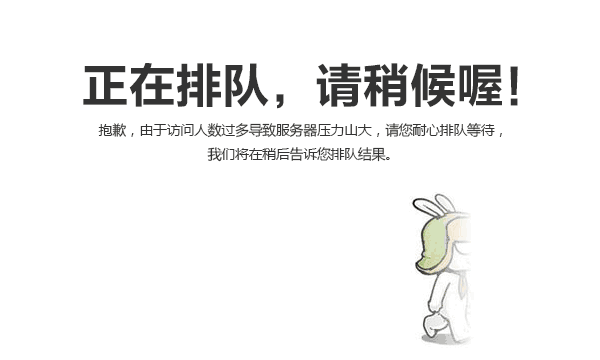 正在排队，请稍候喔！
抱歉，由于访问人数过多导致服务器压力山大，请您耐心排队等待，
我们将在稍后告诉您排队结果。